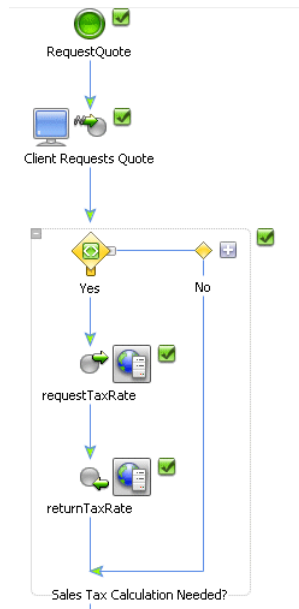 RequestQuote
Client Requests Quote
Yes
No
requestTaxRate
returnTaxRate
Sales Tax Calculation Needed?